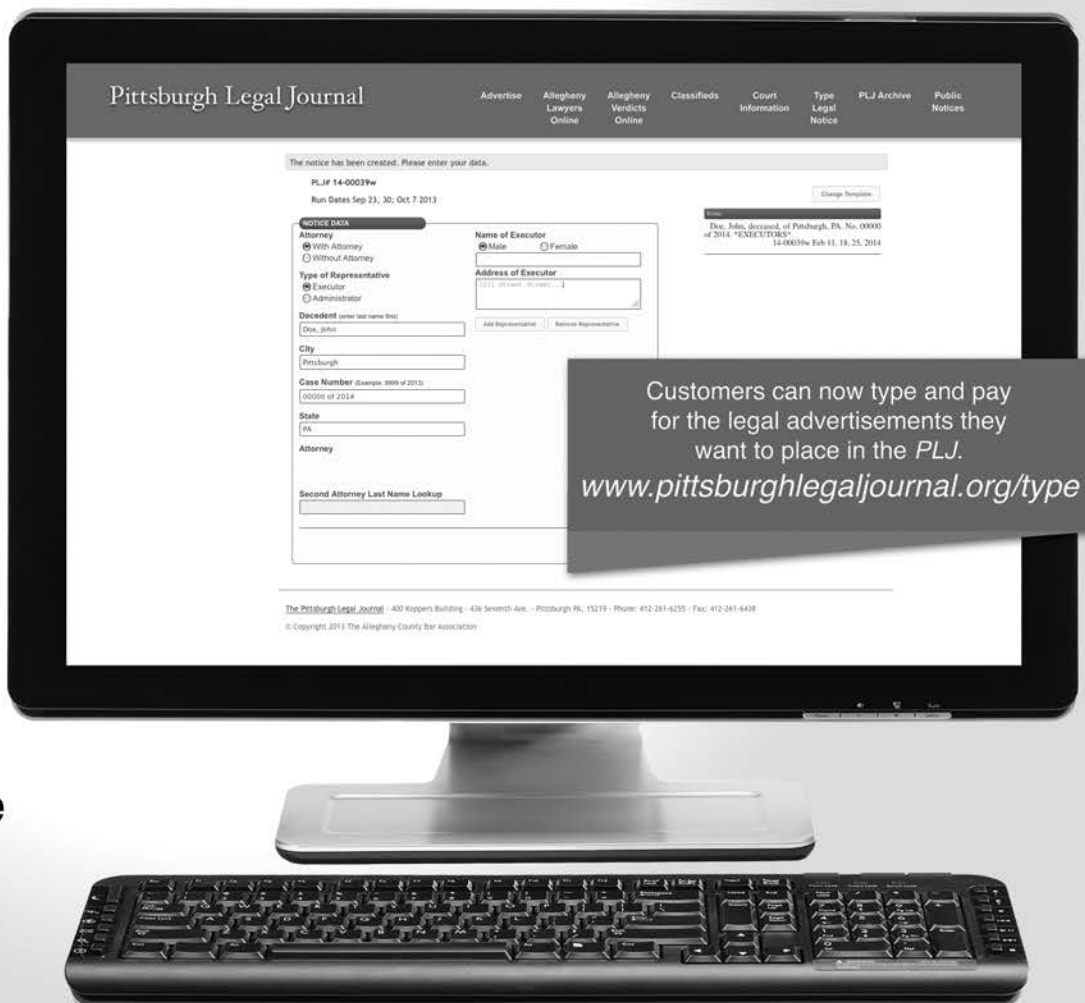 Pittsburgh Legal Journal
Advertise
Allegheny
Lawyers
Online
Allegheny
Verdicts
Online
Classifieds
Court
Information
Type
Legal
Notice
PLJ Archive
Public
Notices
The notice has been created. Please enter your data.
PLJ# 14-00039w
Run Dates Sep 23, 30; Oct 7 2013
Change Template
NOTICE DATA
Attorney
With Attorney
Without Attorney
Type of Representative
Executor
Administrator
Decedent (enter last name first)
Doe, John
City
Pittsburgh
Case Number (Example: 9999 of 2013)
00000 of 2014
State
PA
Attorney
Second Attorney Last Name Lookup
Name of Executor
Male Female
Address of Executor
Add Representative Remove Representative
Doe, John, deceased, of Pittsburgh, PA. No. 00000
of 2014. *EXECUTORS*.
14-00039w Feb 11, 18, 25, 2014
Customers can now type and pay
for the legal advertisements they
want to place in the PLJ.
www.pittsburghlegaljournal.org/type
The Pittsburgh Legal Journal - 400 Koppers Building - 436 Seventh Ave. - Pittsburgh PA, 15219 - Phone: 412-261-6255 - Fax: 412-261-6438
© Copyright 2013 The Allegheny County Bar Association
e